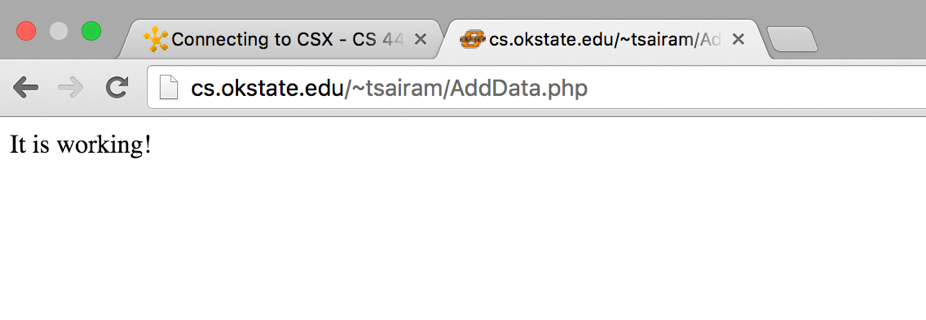 Connecting to CSX - CS 44
cs.okstate.edu/~tsairam/Ad
cs.okstate.edu/~tsairam/AddData.php
It is working!